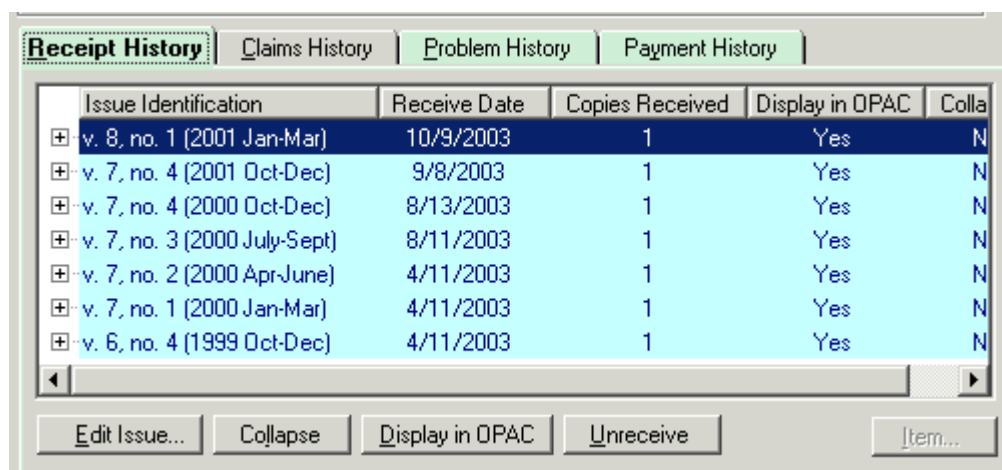 Receipt History Claims History Problem History Payment History
Issue Identification Receive Date Copies Received Display in OPAC Colla
v. 8, no. 1 (2001 Jan-Mar) 10/9/2003 1 Yes N
v. 7, no. 4 (2001 Oct-Dec) 9/8/2003 1 Yes N
v. 7, no. 4 (2000 Oct-Dec) 8/13/2003 1 Yes N
v. 7, no. 3 (2000 July-Sept) 8/11/2003 1 Yes N
v. 7, no. 2 (2000 Apr-June) 4/11/2003 1 Yes N
v. 7, no. 1 (2000 Jan-Mar) 4/11/2003 1 Yes N
v. 6, no. 4 (1999 Oct-Dec) 4/11/2003 1 Yes N
Edit Issue... Collapse Display in OPAC Unreceive Item...